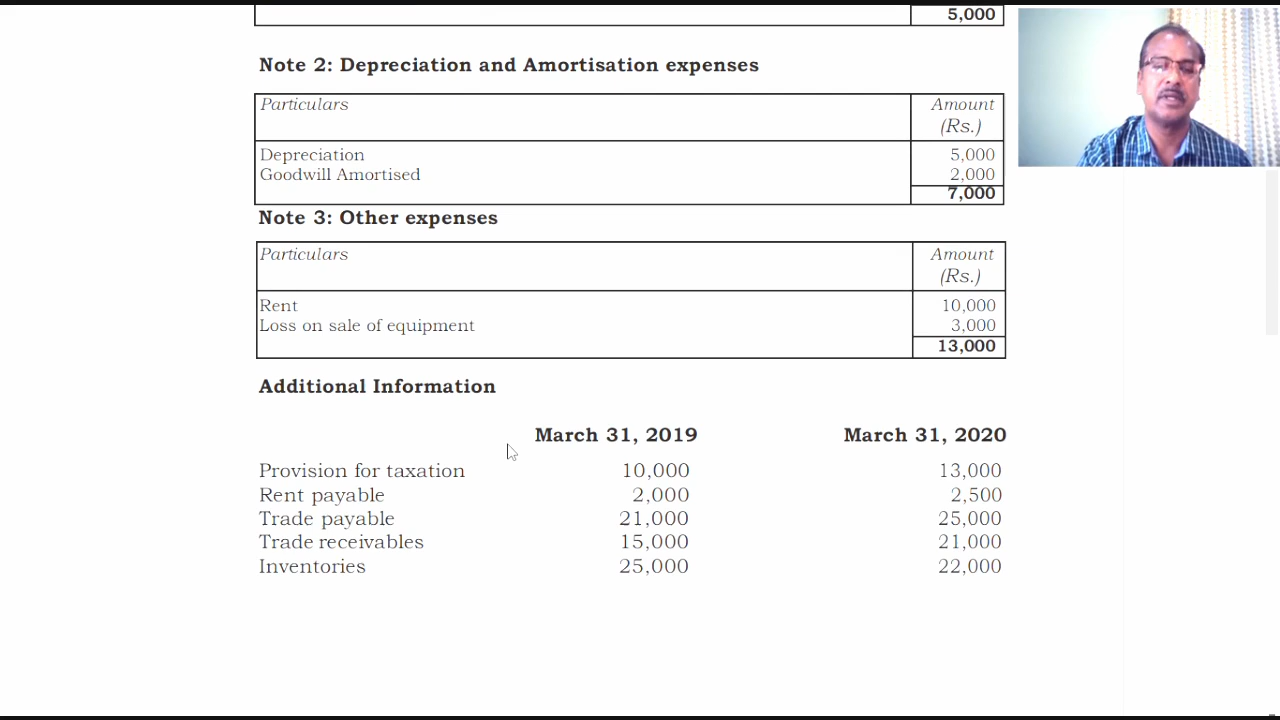 5,000
Note 2: Depreciation and Amortisation expenses
Particulars Amount
(Rs.)
Depreciation 5,000
Goodwill Amortised 2,000
7,000
Note 3: Other expenses
Particulars Amount
(Rs.)
Rent 10,000
Loss on sale of equipment 3,000
13,000
Additional Information
March 31, 2019 March 31, 2020
Provision for taxation 10,000 13,000
Rent payable 2,000 2,500
Trade payable 21,000 25,000
Trade receivables 15,000 21,000
Inventories 25,000 22,000